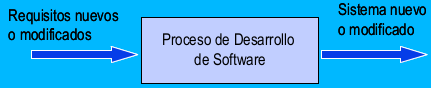 Requisitos nuevos
o modificados
Proceso de Desarrollo
de Software
Sistema nuevo
o modificado